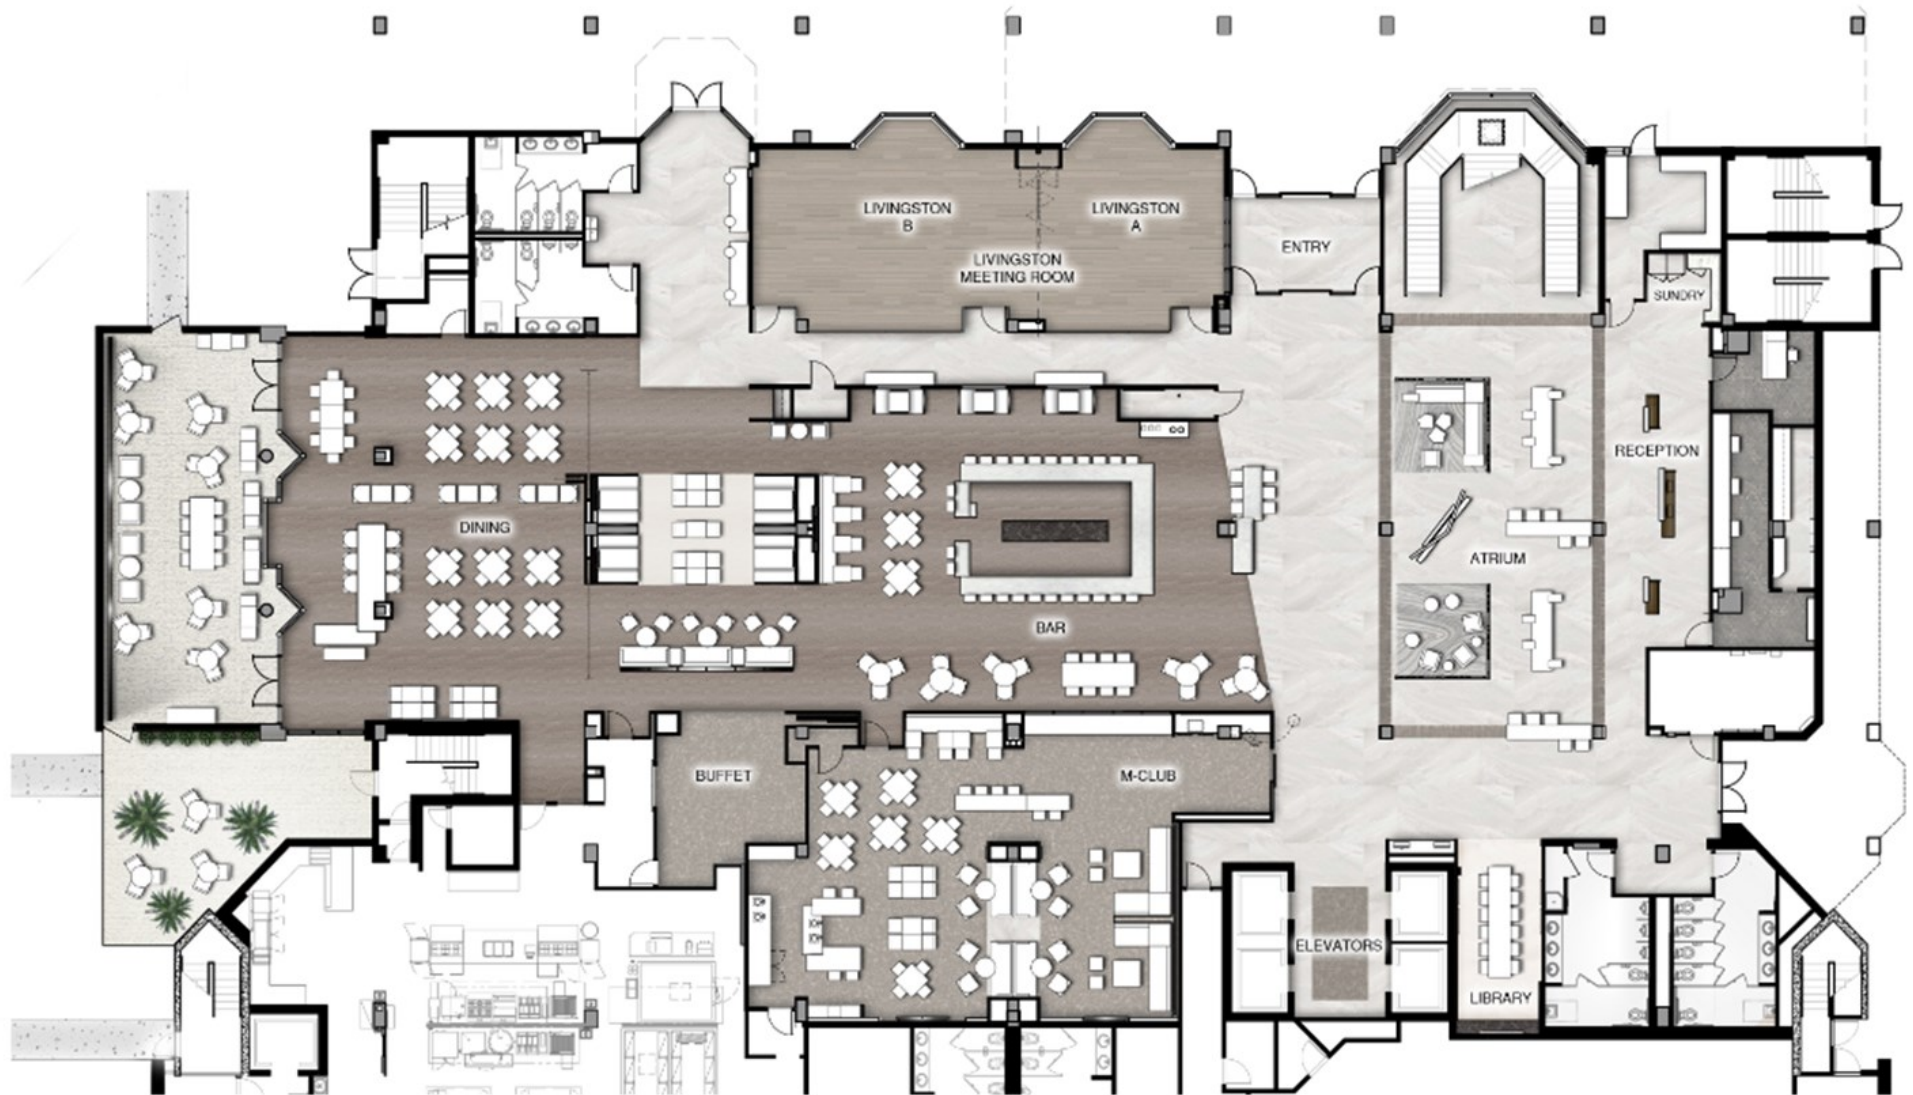 LIVINGSTON
B
LIVINGSTON
A
LIVINGSTON
MEETING ROOM
ENTRY
SUNDRY
RECEPTION
DINING
ATRIUM
BAR
BUFFET
M-CLUB
ELEVATORS
LIBRARY